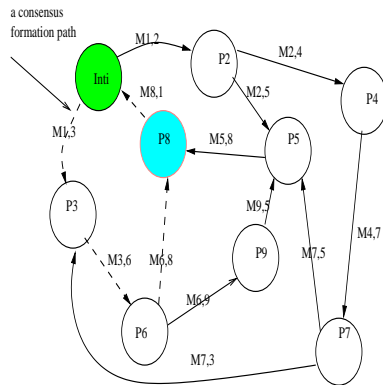 a consensus
formation path
M1,2
P2
M2,4
Inti
M8,1
M2,5
P4
M1,3
P8
M5,8
P5
P3
M9,5
M4,7
M3,6
M6,8
P9
M7,5
M6,9
P6
P7
M7,3